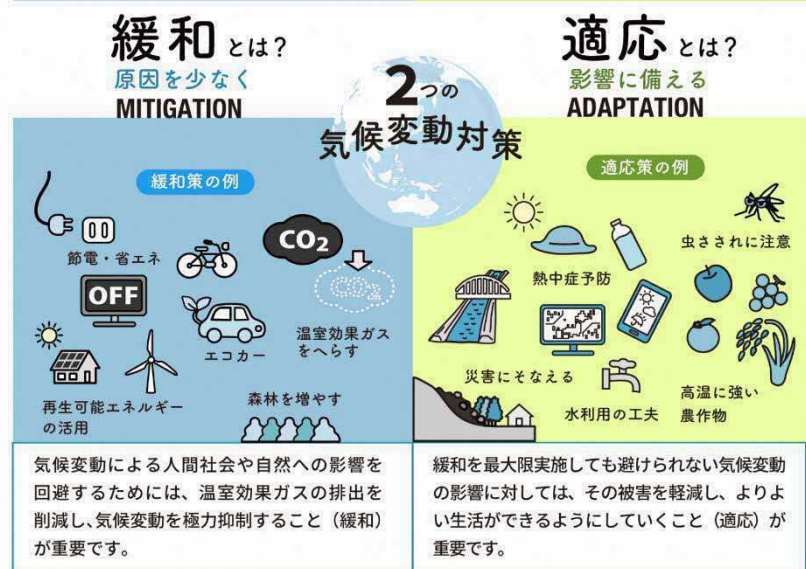 緩和とは？
原因を少なく
MITIGATION
2つの
気候変動対策
適応とは？
影響に備える
ADAPTATION
緩和策の例
節電・省エネ
OFF
CO2
CO2
エコカー
温室効果ガス
をへらす
再生可能エネルギー
の活用
森林を増やす
適応策の例
虫さされに注意
熱中症予防
災害にそなえる
水利用の工夫
高温に強い
農作物
気候変動による人間社会や自然への影響を
回避するためには、温室効果ガスの排出を
削減し、気候変動を極力抑制すること（緩和）
が重要です。
緩和を最大限実施しても避けられない気候変動
の影響に対しては、その被害を軽減し、よりよ
い生活ができるようにしていくこと（適応）が
重要です。